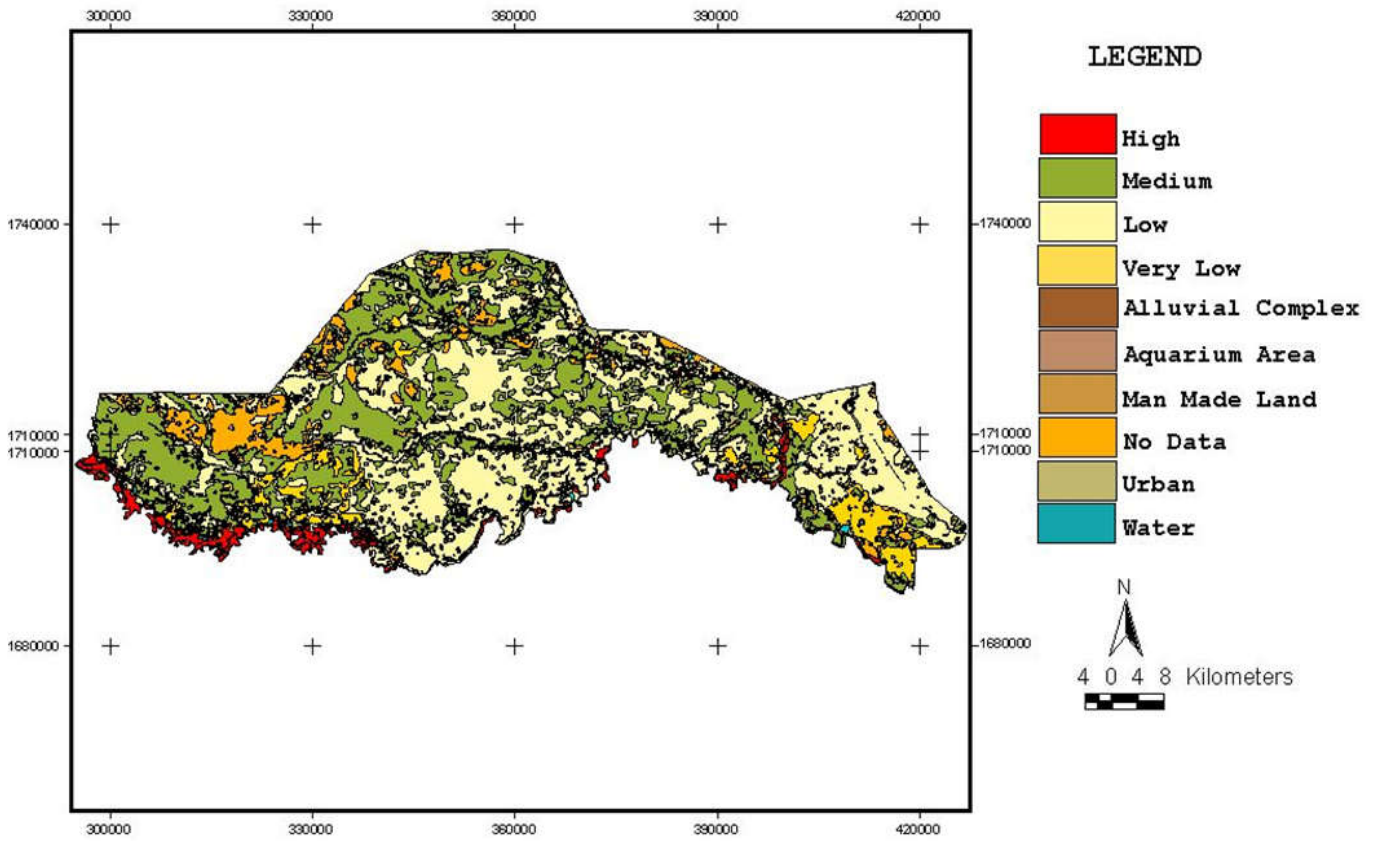 300000 330000 360000 390000 420000
LEGEND
High
Medium
1740000 1740000
Low
Very Low
Alluvial Complex
Aquarium Area
Man Made Land
1710000 1710000
No Data
1710000 1710000
Urban
Water
N
1680000 1680000
4 0 4 8 Kilometers
300000 330000 360000 390000 420000